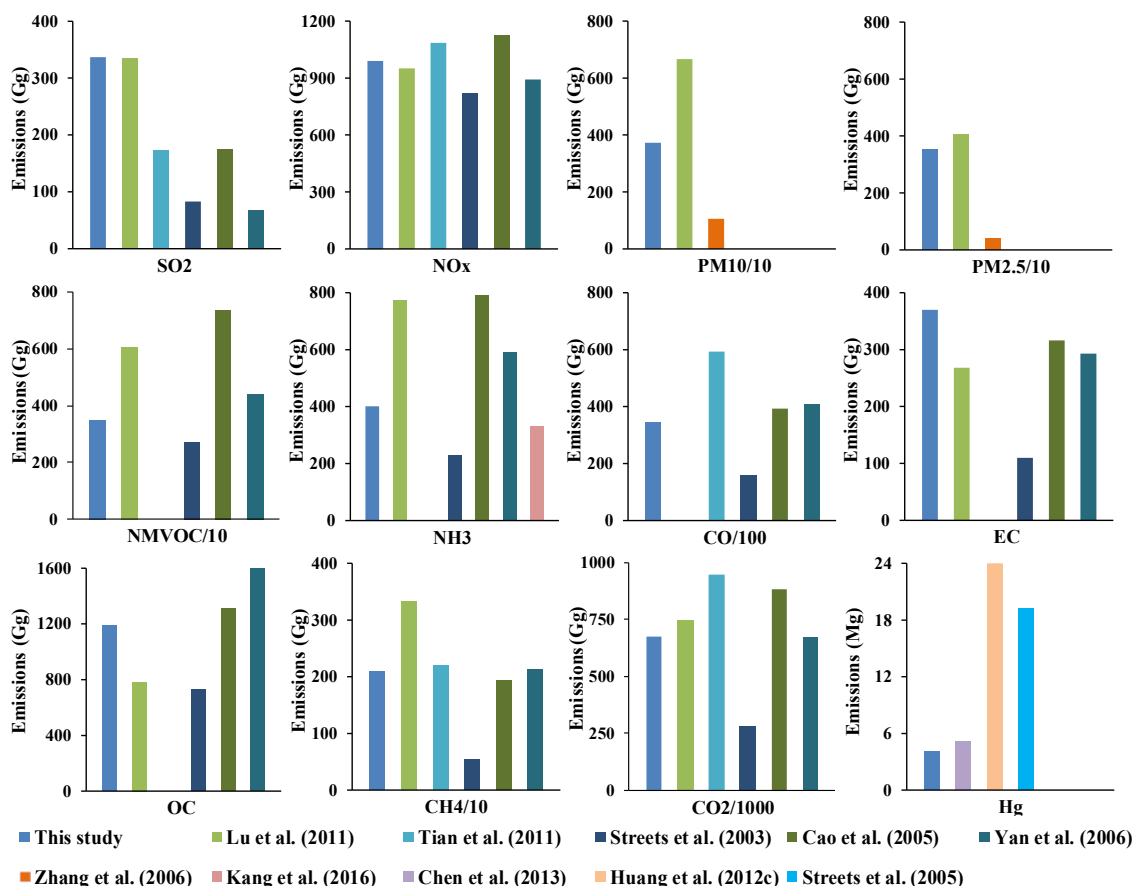 400
300
200
100
0
Emissions (Gg)
SO2
1200
900
600
300
0
Emissions (Gg)
NOx
800
600
400
200
0
Emissions (Gg)
PM10/10
800
600
400
200
0
Emissions (Gg)
PM2.5/10
800
600
400
200
0
Emissions (Gg)
NMVOC/10
800
600
400
200
0
Emissions (Gg)
NH3
800
600
400
200
0
Emissions (Gg)
CO/100
400
300
200
100
0
Emissions (Gg)
EC
1600
1200
800
400
0
Emissions (Gg)
OC
400
300
200
100
0
Emissions (Gg)
CH4/10
1000
750
500
250
0
Emissions (Gg)
CO2/1000
24
18
12
6
0
Emissions (Mg)
Hg
This study Lu et al. (2011) Tian et al. (2011) Streets et al. (2003) Cao et al. (2005) Yan et al. (2006)
Zhang et al. (2006) Kang et al. (2016) Chen et al. (2013) Huang et al. (2012c) Streets et al. (2005)